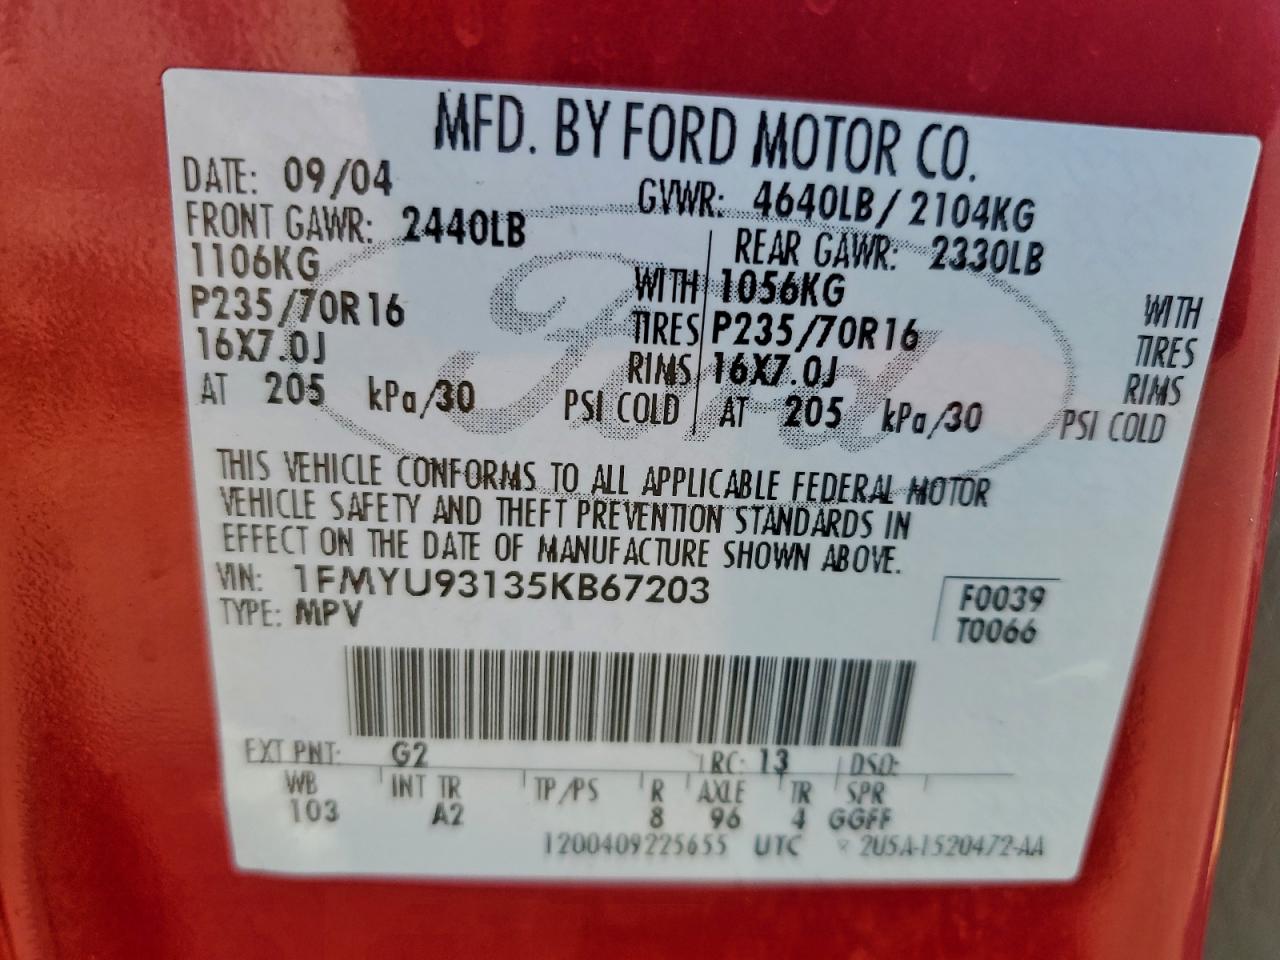 MFD. BY FORD MOTOR CO.
DATE: 09/04 GVWR: 4640LB / 2104KG
FRONT GAWR: 2440LB REAR GAWR: 2330LB
1106KG WITH 1056KG WITH
P235/70R16 TIRES P235/70R16 TIRES
16X7.0J RIMS 16X7.0J RIMS
AT 205 kPa/30 PSI COLD AT 205 kPa/30 PSI COLD
Ford
THIS VEHICLE CONFORMS TO ALL APPLICABLE FEDERAL MOTOR
VEHICLE SAFETY AND THEFT PREVENTION STANDARDS IN
EFFECT ON THE DATE OF MANUFACTURE SHOWN ABOVE.
VIN: 1FMYU93135KB67203 F0039
TYPE: MPV T0066
EXT PNT: G2 RC: 13 DSO:
WB INT TR TP/PS R AXLE TR SPR
103 A2 8 96 4 GGFF
1200409225655 UTC 2U5A-1520472-AA